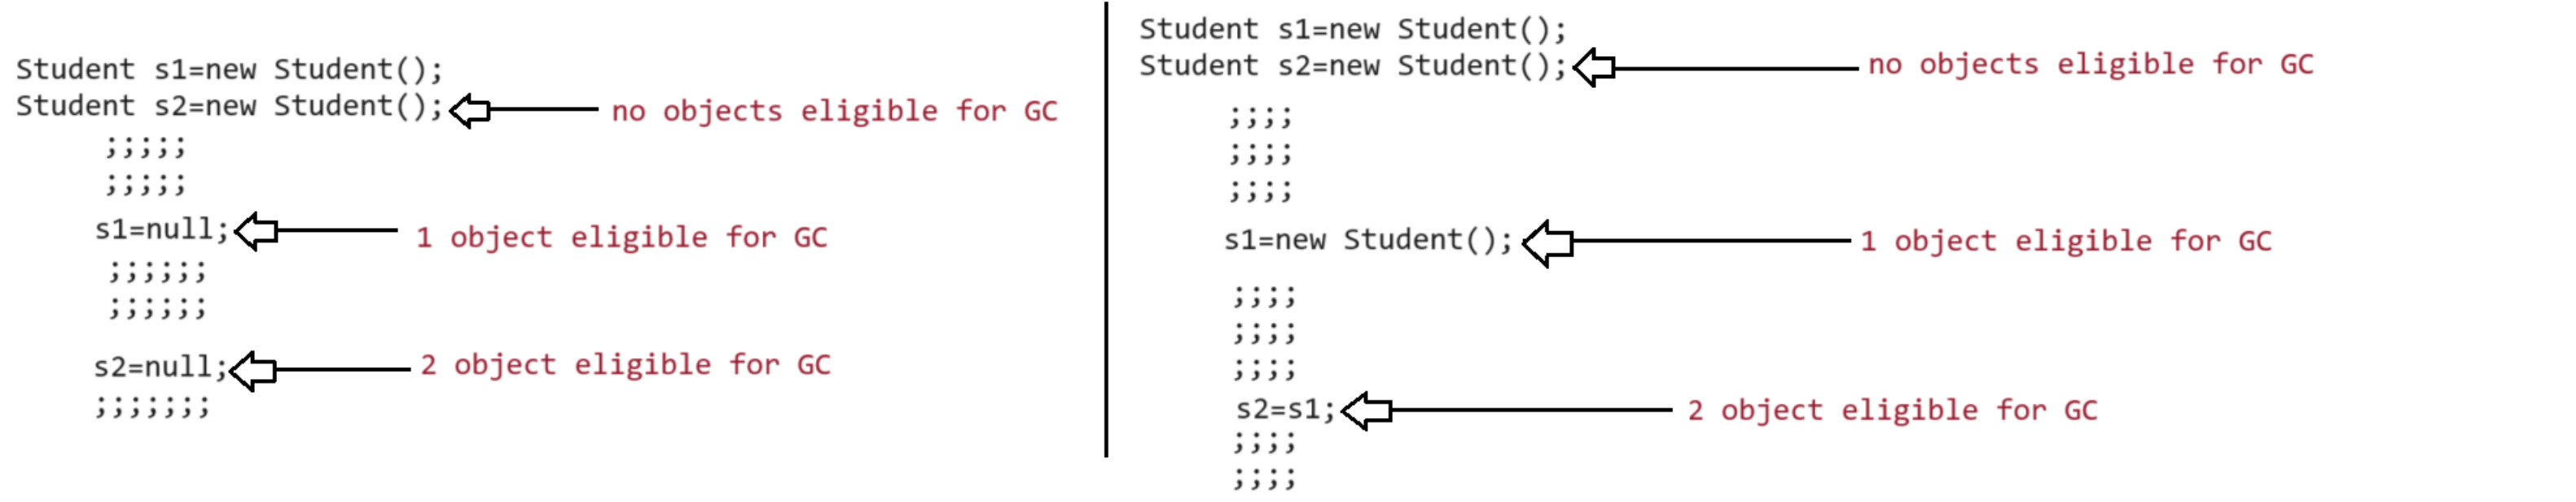 Student s1=new Student();
Student s2=new Student(); no objects eligible for GC
;;;;;
;;;;;
s1=null; 1 object eligible for GC
;;;;;;
;;;;;;
s2=null; 2 object eligible for GC
;;;;;;;
Student s1=new Student();
Student s2=new Student(); no objects eligible for GC
;;;;
;;;;
;;;;
s1=new Student(); 1 object eligible for GC
;;;;
;;;;
;;;;
s2=s1; 2 object eligible for GC
;;;;
;;;;